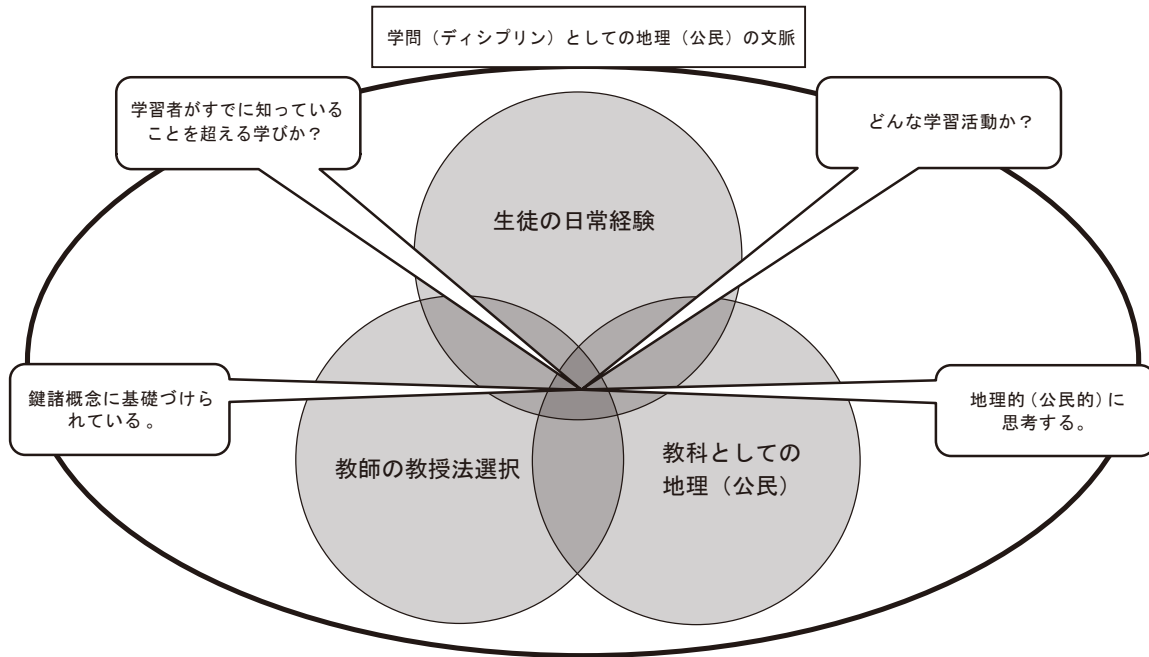 学問（ディシプリン）としての地理（公民）の文脈
学習者がすでに知っている
ことを超える学びか？
どんな学習活動か？
生徒の日常経験
鍵諸概念に基礎づけら
れている。
地理的（公民的）に
思考する。
教師の教授法選択
教科としての
地理（公民）